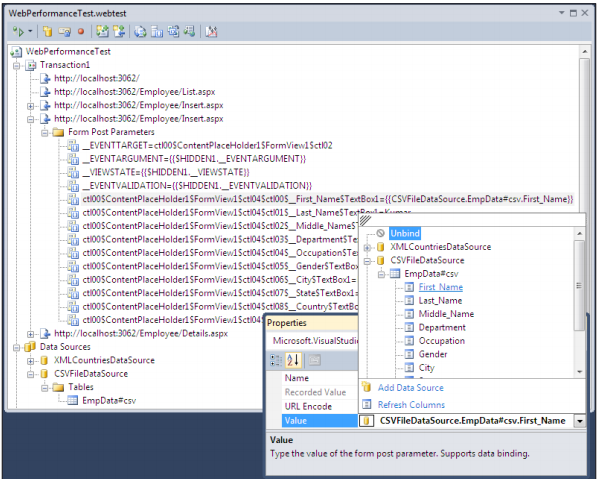 WebPerformanceTest.webtest
WebPerformanceTest
Transaction1
http://localhost:3062/
http://localhost:3062/Employee/List.aspx
http://localhost:3062/Employee/Insert.aspx
http://localhost:3062/Employee/Insert.aspx
Form Post Parameters
__EVENTTARGET=ctl00$ContentPlaceHolder1$FormView1$ctl02
__EVENTARGUMENT={{$HIDDEN1.__EVENTARGUMENT}}
__VIEWSTATE={{$HIDDEN1.__VIEWSTATE}}
__EVENTVALIDATION={{$HIDDEN1.__EVENTVALIDATION}}
ctl00$ContentPlaceHolder1$FormView1$ctl04$ctl00$__First_Name$TextBox1={{CSVFileDataSource.EmpData#csv.First_Name}}
ctl00$ContentPlaceHolder1$FormView1$ctl04$ctl01$__Last_Name$TextBox1=Kumar
ctl00$ContentPlaceHolder1$FormView1$ctl04$ctl02$__Middle_Name$
ctl00$ContentPlaceHolder1$FormView1$ctl04$ctl03$__Department$Te
ctl00$ContentPlaceHolder1$FormView1$ctl04$ctl04$__Occupation$Te
ctl00$ContentPlaceHolder1$FormView1$ctl04$ctl05$__Gender$TextBo
ctl00$ContentPlaceHolder1$FormView1$ctl04$ctl06$__City$TextBox1=
ctl00$ContentPlaceHolder1$FormView1$ctl04$ctl07$__State$TextBox1=
ctl00$ContentPlaceHolder1$FormView1$ctl04$ctl08$__Country$TextBo
ctl00$ContentPlaceHolder1$FormView1$ctl04$
http://localhost:3062/Employee/Details.aspx
Data Sources
XMLCountriesDataSource
CSVFileDataSource
Tables
EmpData#csv
Unbind
XMLCountriesDataSource
CSVFileDataSource
EmpData#csv
First_Name
Last_Name
Middle_Name
Department
Occupation
Gender
City
Add Data Source
Refresh Columns
Properties
Microsoft.VisualStudi
Name
Recorded Value
URL Encode
Value
CSVFileDataSource.EmpData#csv.First_Name
Value
Type the value of the form post parameter. Supports data binding.